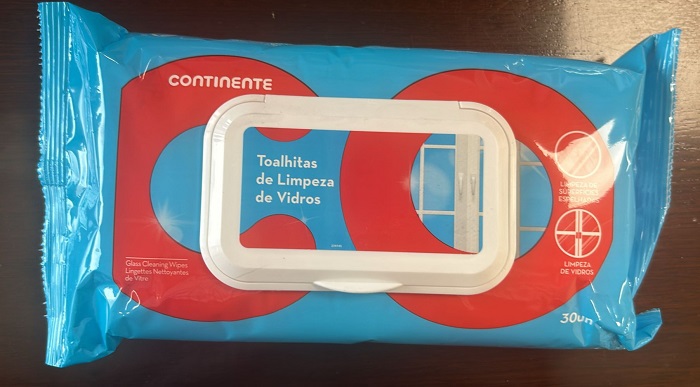 CONTINENTE
Toalhitas
de Limpeza
de Vidros
Glass Cleaning Wipes
Lingettes Nettoyantes
de Vitre
LIMPEZA DE
SUPERFÍCIES
ESPELHADAS
LIMPEZA
DE VIDROS
30un